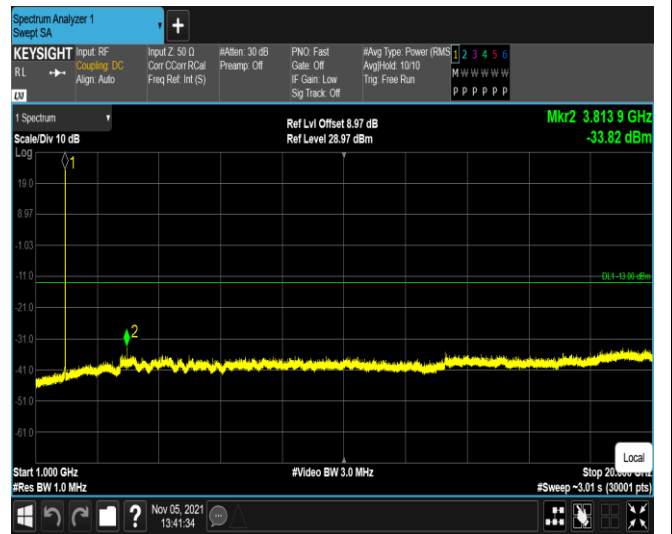 Spectrum Analyzer 1
Swept SA
KEYSIGHT
R L
LXI
Input: RF
Coupling: DC
Align: Auto
Input Z: 50 Ω
Corr CCorr RCal
Freq Ref: Int (S)
#Atten: 30 dB
Preamp: Off
PNO: Fast
Gate: Off
IF Gain: Low
Sig Track: Off
#Avg Type: Power (RMS
Avg|Hold: 10/10
Trig: Free Run
1 2 3 4 5 6
M W W W W W
P P P P P P
1 Spectrum
Scale/Div 10 dB
Log
Ref Lvl Offset 8.97 dB
Ref Level 28.97 dBm
Mkr2 3.813 9 GHz
-33.82 dBm
1
19.0
8.97
-1.03
-11.0
DL1 -13.00 dBm
-21.0
-31.0
2
-41.0
-51.0
-61.0
Local
Start 1.000 GHz
#Video BW 3.0 MHz
Stop 20.000 GHz
#Res BW 1.0 MHz
#Sweep ~3.01 s (30001 pts)
?
Nov 05, 2021
13:41:34